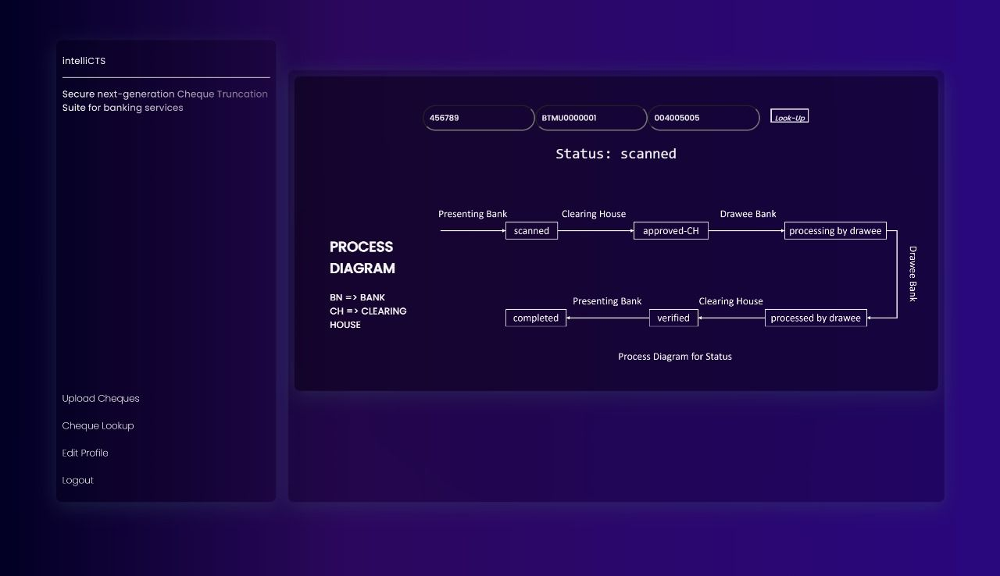 intelliCTS
Secure next-generation Cheque Truncation
Suite for banking services
Upload Cheques
Cheque Lookup
Edit Profile
Logout
456789
BTMU0000001
004005005
Look-Up
Status: scanned
PROCESS
DIAGRAM
BN => BANK
CH => CLEARING
HOUSE
Presenting Bank
Clearing House
Drawee Bank
scanned
approved-CH
processing by drawee
Drawee Bank
Presenting Bank
Clearing House
completed
verified
processed by drawee
Process Diagram for Status